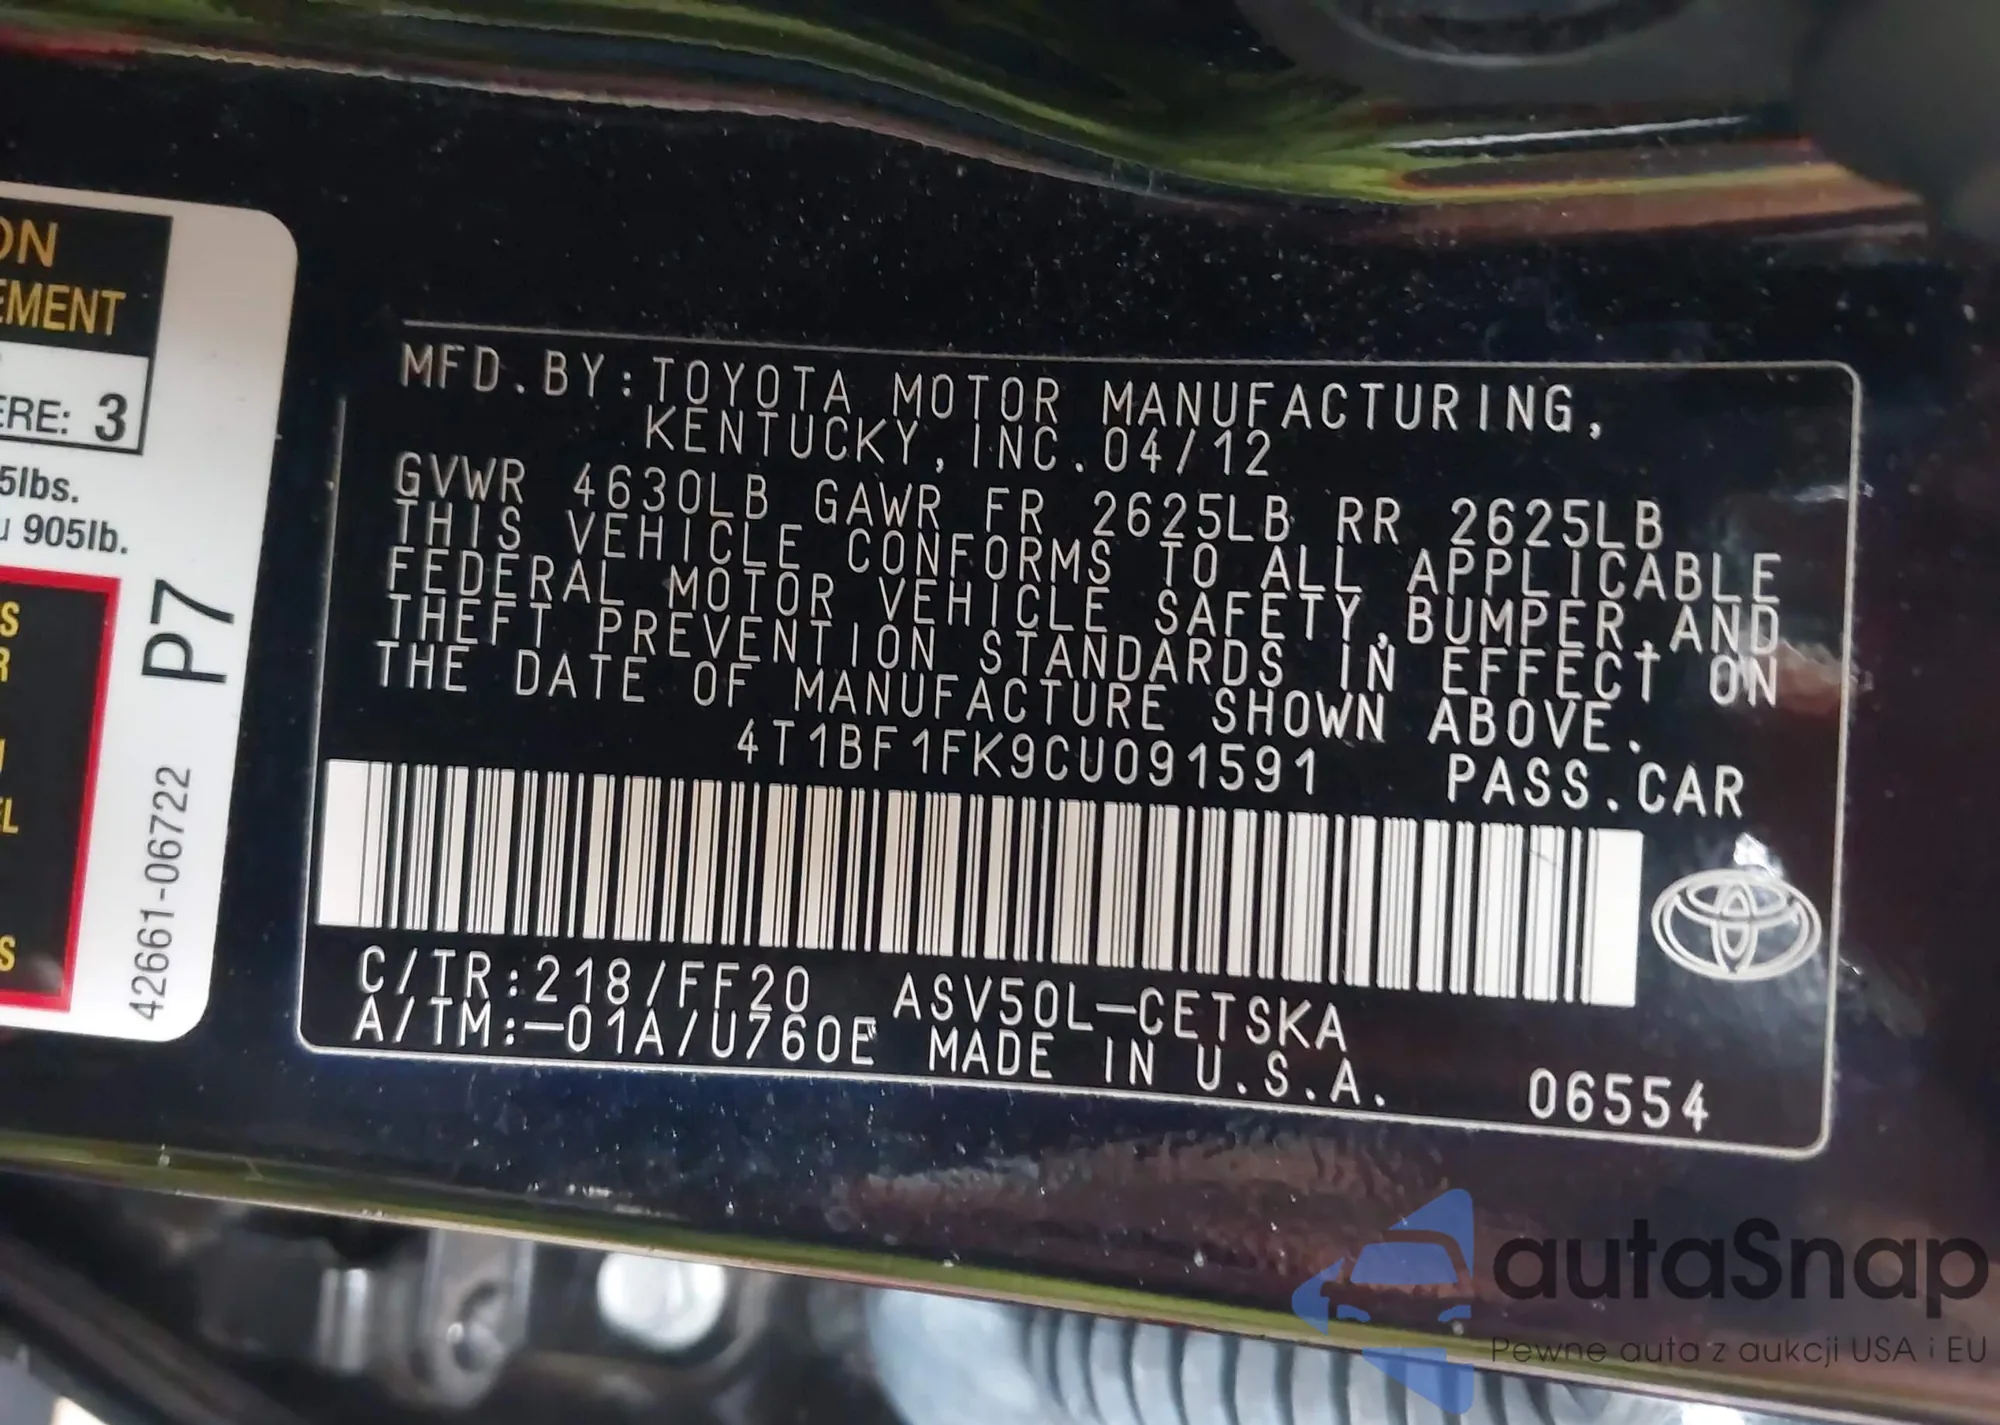 ON
EMENT
ERE: 3
5lbs.
905lb.
S
R
EL
S
P7
42661-06722
MFD.BY:TOYOTA MOTOR MANUFACTURING,
KENTUCKY,INC.04/12
GVWR 4630LB GAWR FR 2625LB RR 2625LB
THIS VEHICLE CONFORMS TO ALL APPLICABLE
FEDERAL MOTOR VEHICLE SAFETY,BUMPER,AND
THEFT PREVENTION STANDARDS IN EFFECT ON
THE DATE OF MANUFACTURE SHOWN ABOVE.
4T1BF1FK9CU091591 PASS.CAR
C/TR:218/FF20 ASV50L-CETSKA
A/TM:-01A/U760E MADE IN U.S.A. 06554
autaSnap
Pewne auta z aukcji USA i EU